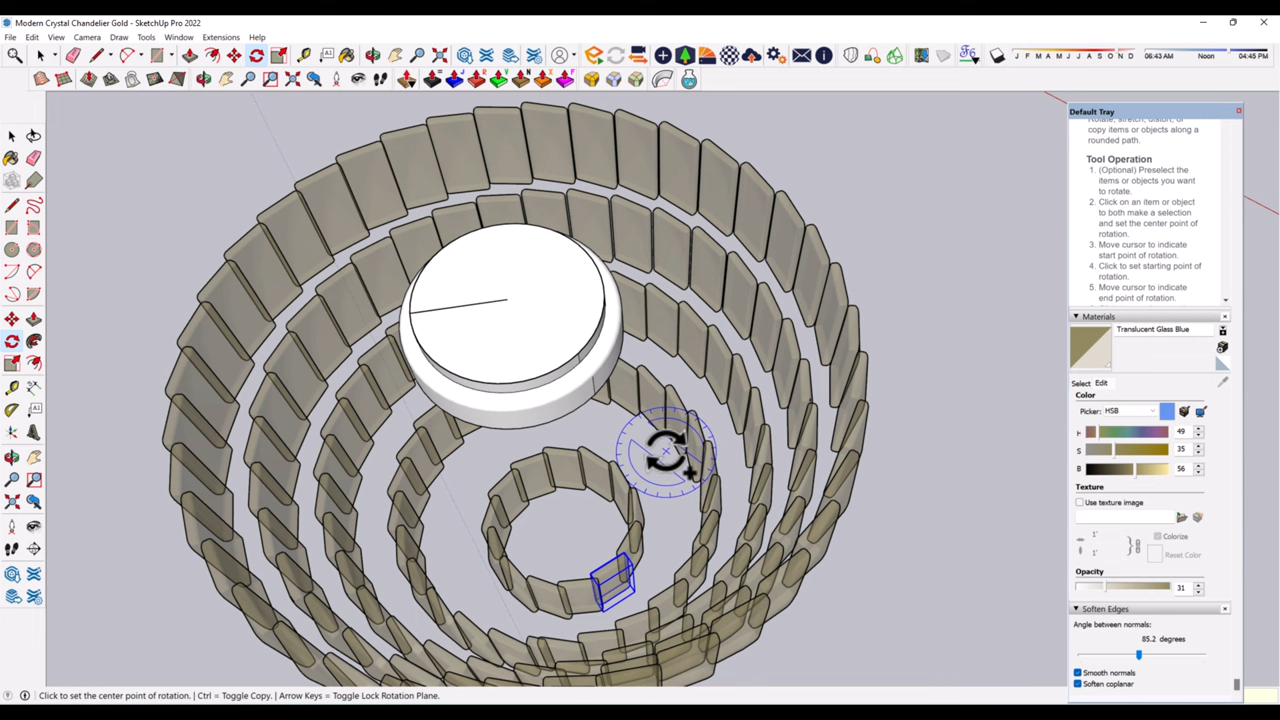 Modern Crystal Chandelier Gold - SketchUp Pro 2022
File Edit View Camera Draw Tools Window Extensions Help
J F M A M J J A S O N D
06:43 AM Noon 04:45 PM
Default Tray
Rotate, stretch, distort, or
copy items or objects along a
rounded path.
Tool Operation
1. (Optional) Preselect the
items or objects you want
to rotate.
2. Click on an item or object
to both make a selection
and set the center point of
rotation.
3. Move cursor to indicate
start point of rotation.
4. Click to set starting point of
rotation.
5. Move cursor to indicate
end point of rotation.
Materials
Translucent Glass Blue
Select Edit
Color
Picker: HSB
H 49
S 35
B 56
Texture
Use texture image
1'
Colorize
1'
Reset Color
Opacity
31
Soften Edges
Angle between normals:
85.2 degrees
Smooth normals
Soften coplanar
Click to set the center point of rotation. | Ctrl = Toggle Copy. | Arrow Keys = Toggle Lock Rotation Plane.